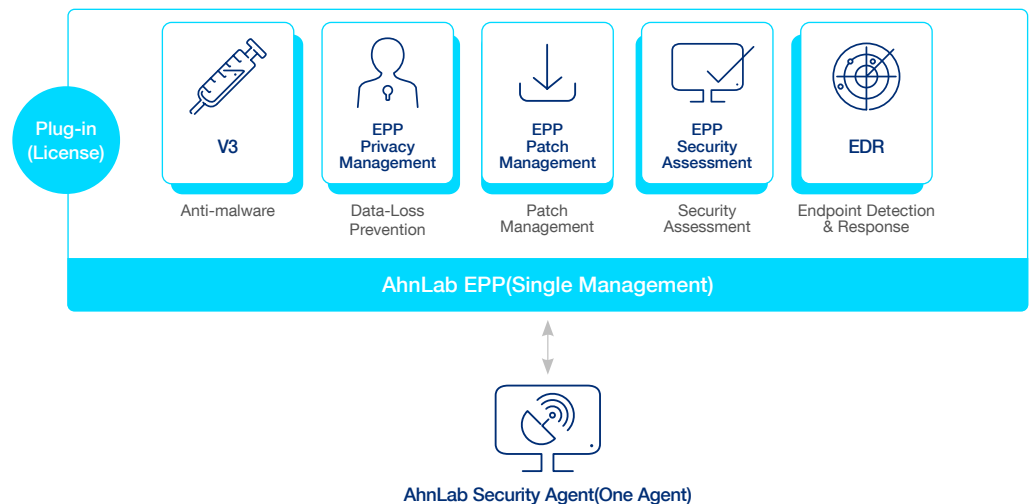 Plug-in
(License)
V3
EPP
Privacy
Management
EPP
Patch
Management
EPP
Security
Assessment
EDR
Anti-malware
Data-Loss
Prevention
Patch
Management
Security
Assessment
Endpoint Detection
& Response
AhnLab EPP(Single Management)
AhnLab Security Agent(One Agent)